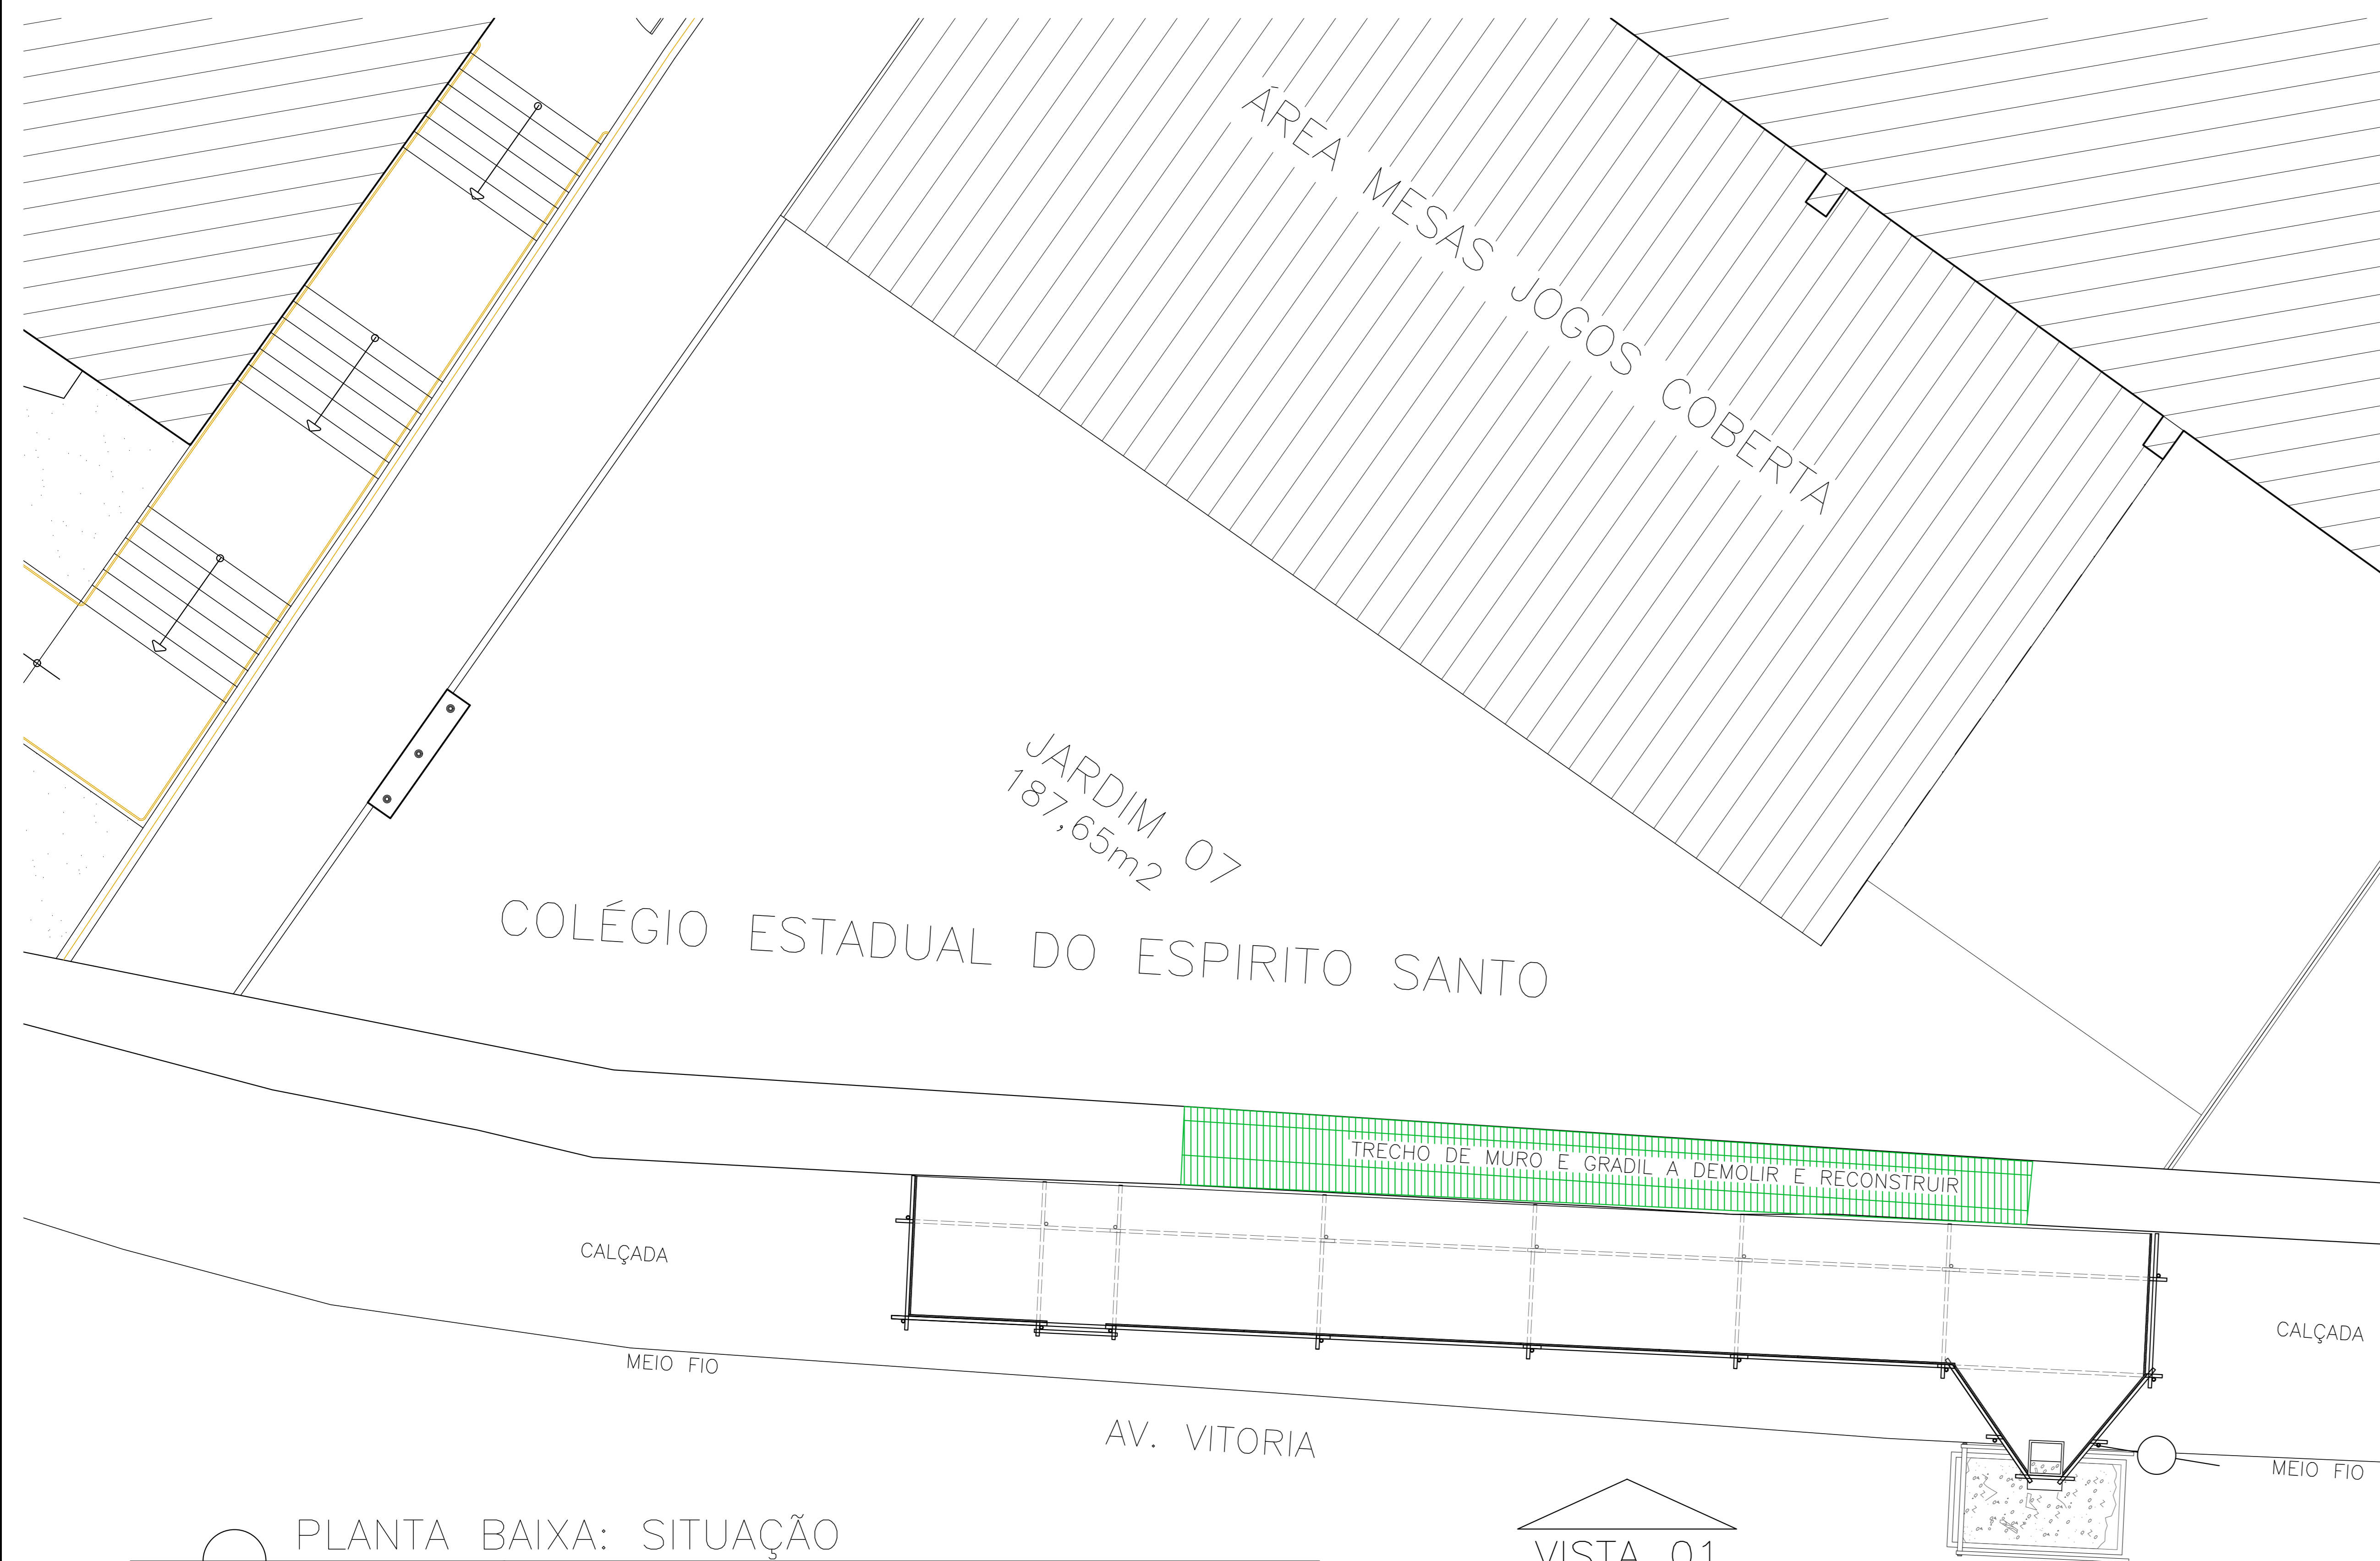 ÁREA MESAS JOGOS COBERTA
JARDIM 07
187,65m2
COLÉGIO ESTADUAL DO ESPIRITO SANTO
TRECHO DE MURO E GRADIL A DEMOLIR E RECONSTRUIR
CALÇADA
CALÇADA
MEIO FIO
AV. VITORIA
MEIO FIO
PLANTA BAIXA: SITUAÇÃO
VISTA 01